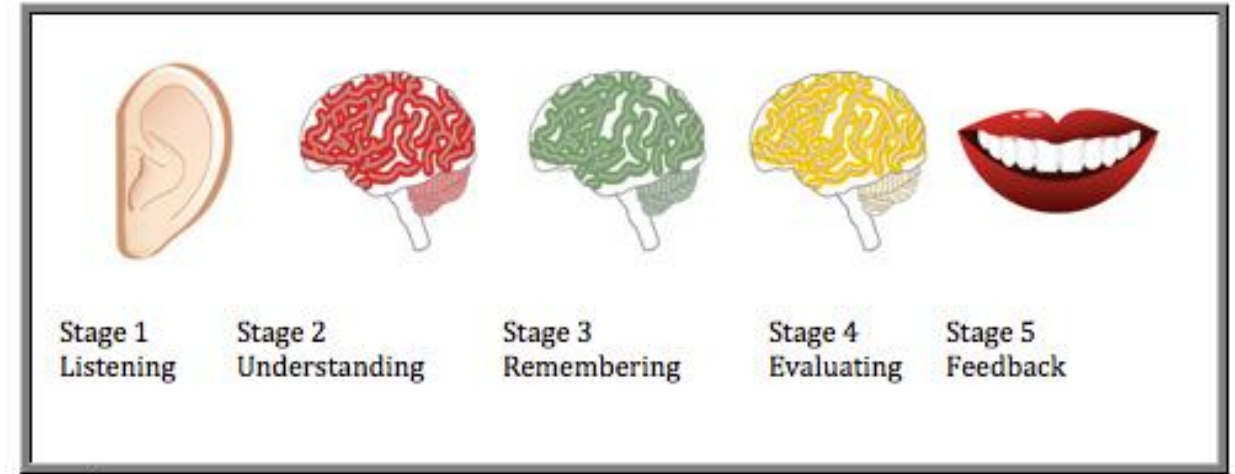 Stage 1
Listening
Stage 2
Understanding
Stage 3
Remembering
Stage 4
Evaluating
Stage 5
Feedback